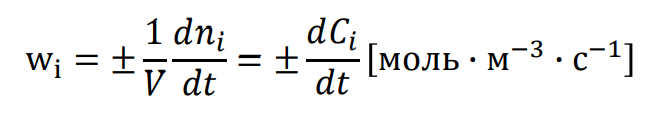 wᵢ = ± 1/V dnᵢ/dt = ± dCᵢ/dt [моль · м⁻³ · с⁻¹]